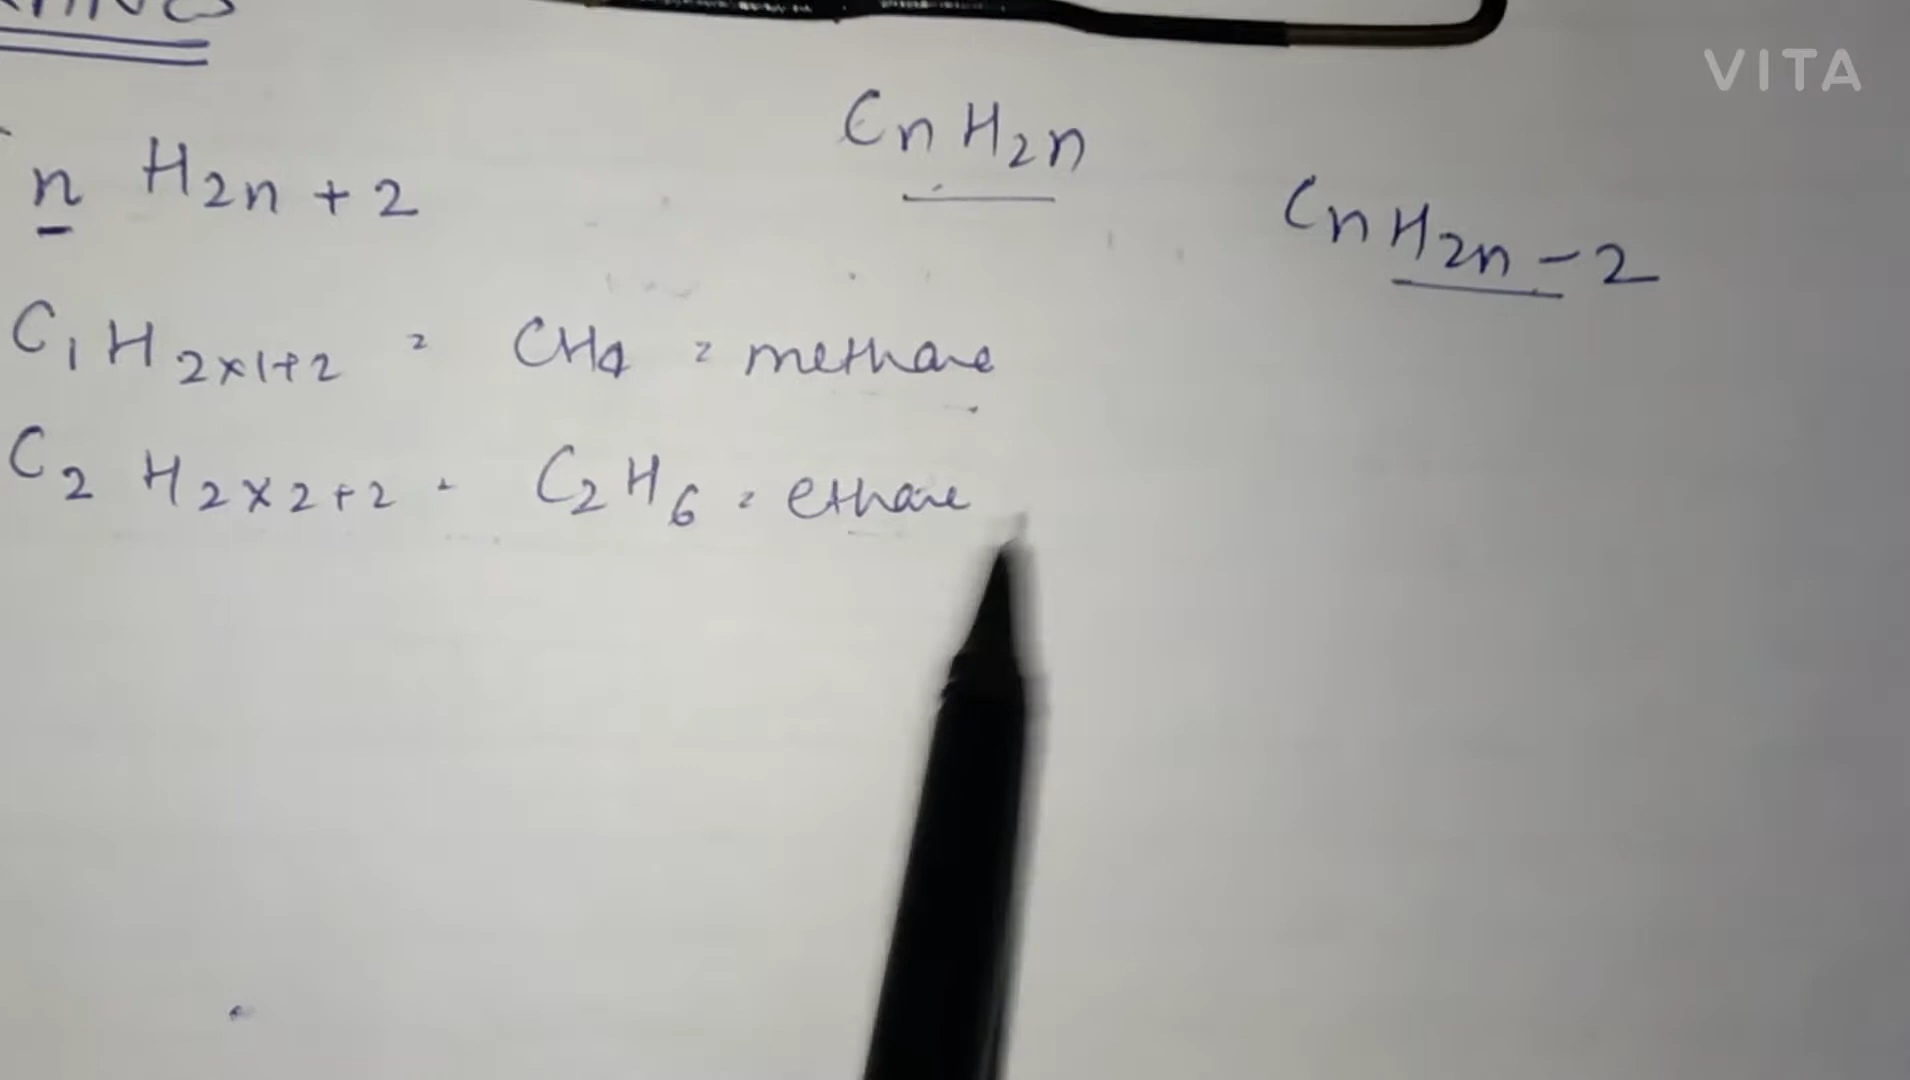 VITA
CnH2n
n H2n+2
CnH2n-2
C1H2x1+2 = CH4 = methane
C2 H2x2+2 = C2H6 = ethane